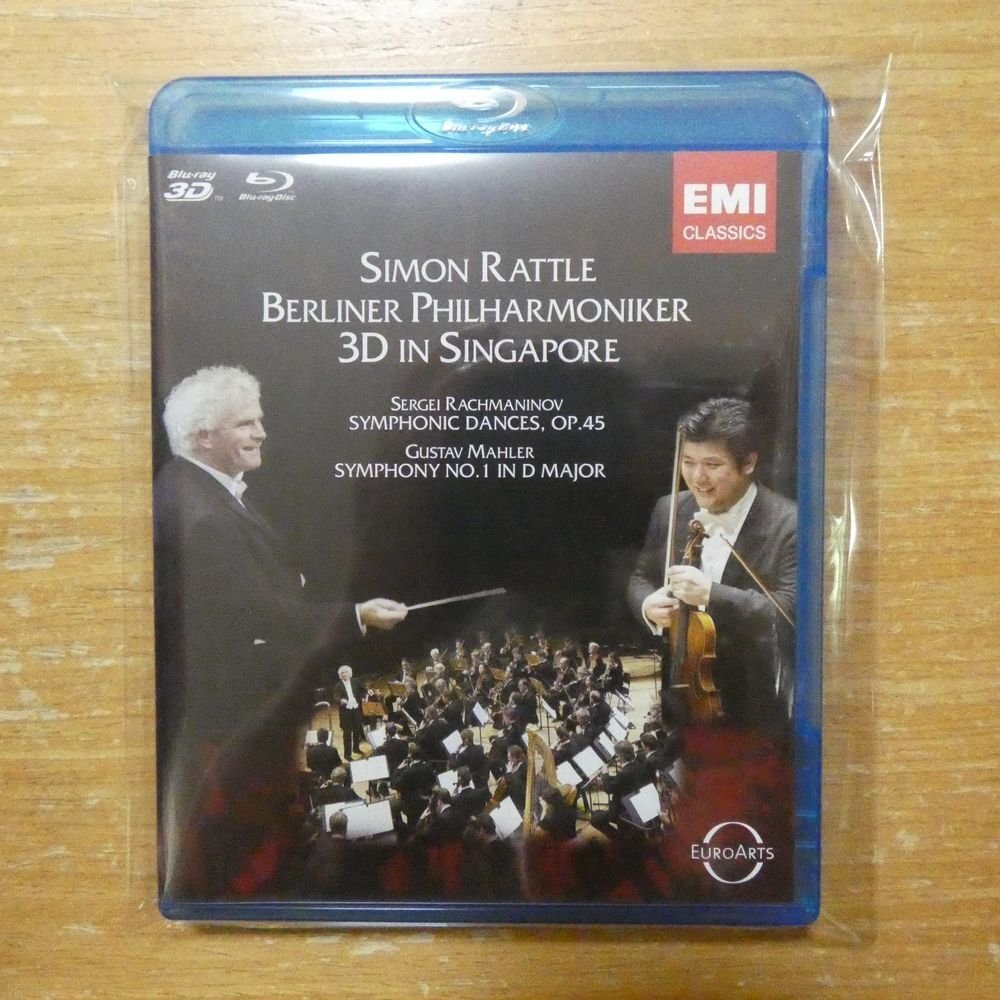 Blu-ray Disc
Blu-ray
3D™
Blu-ray Disc
EMI
CLASSICS
SIMON RATTLE
BERLINER PHILHARMONIKER
3D IN SINGAPORE
SERGEI RACHMANINOV
SYMPHONIC DANCES, OP.45
GUSTAV MAHLER
SYMPHONY NO.1 IN D MAJOR
EUROARTS